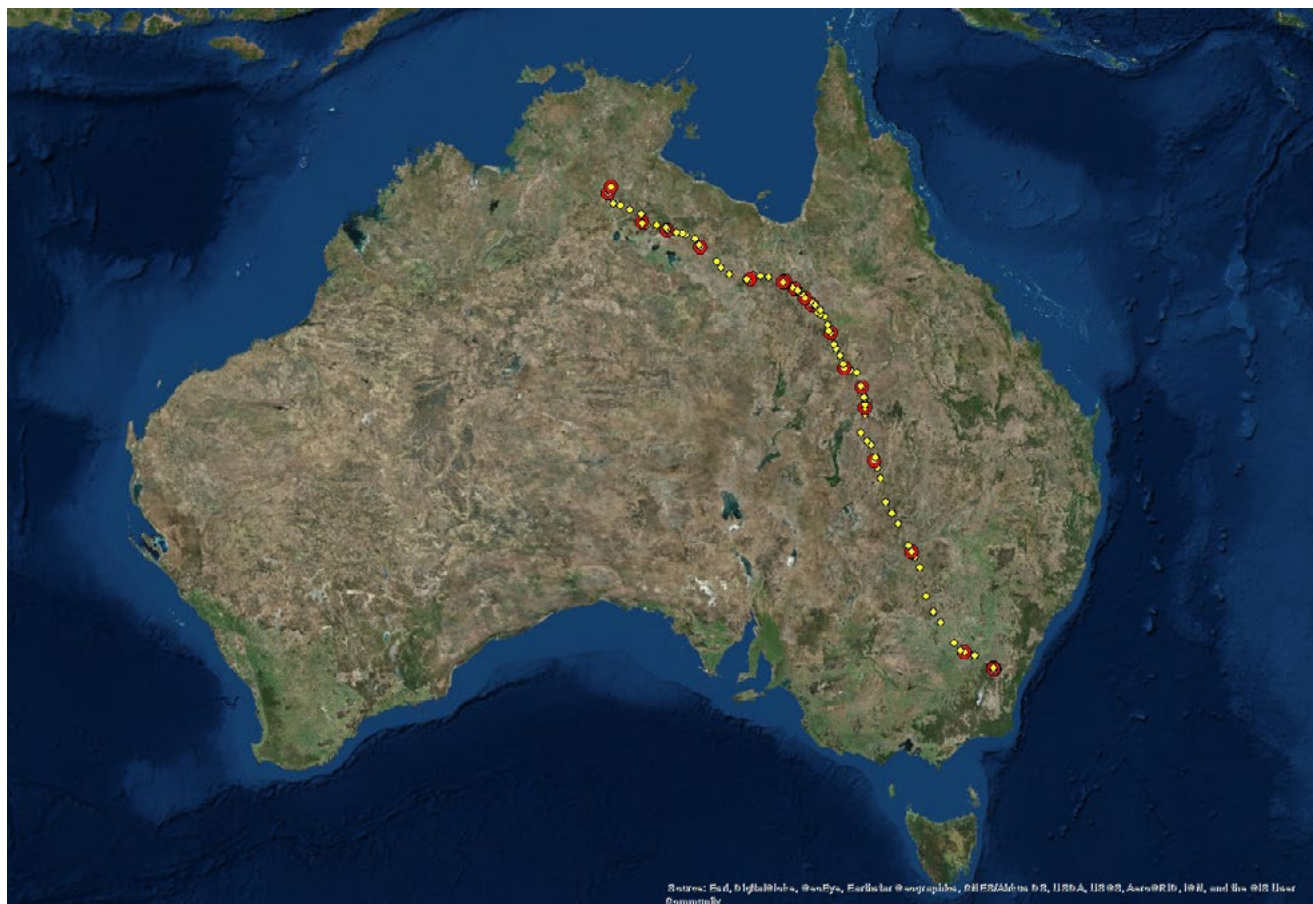 Source: Esri, DigitalGlobe, GeoEye, Earthstar Geographics, CNES/Airbus DS, USDA, USGS, AeroGRID, IGN, and the GIS User
Community